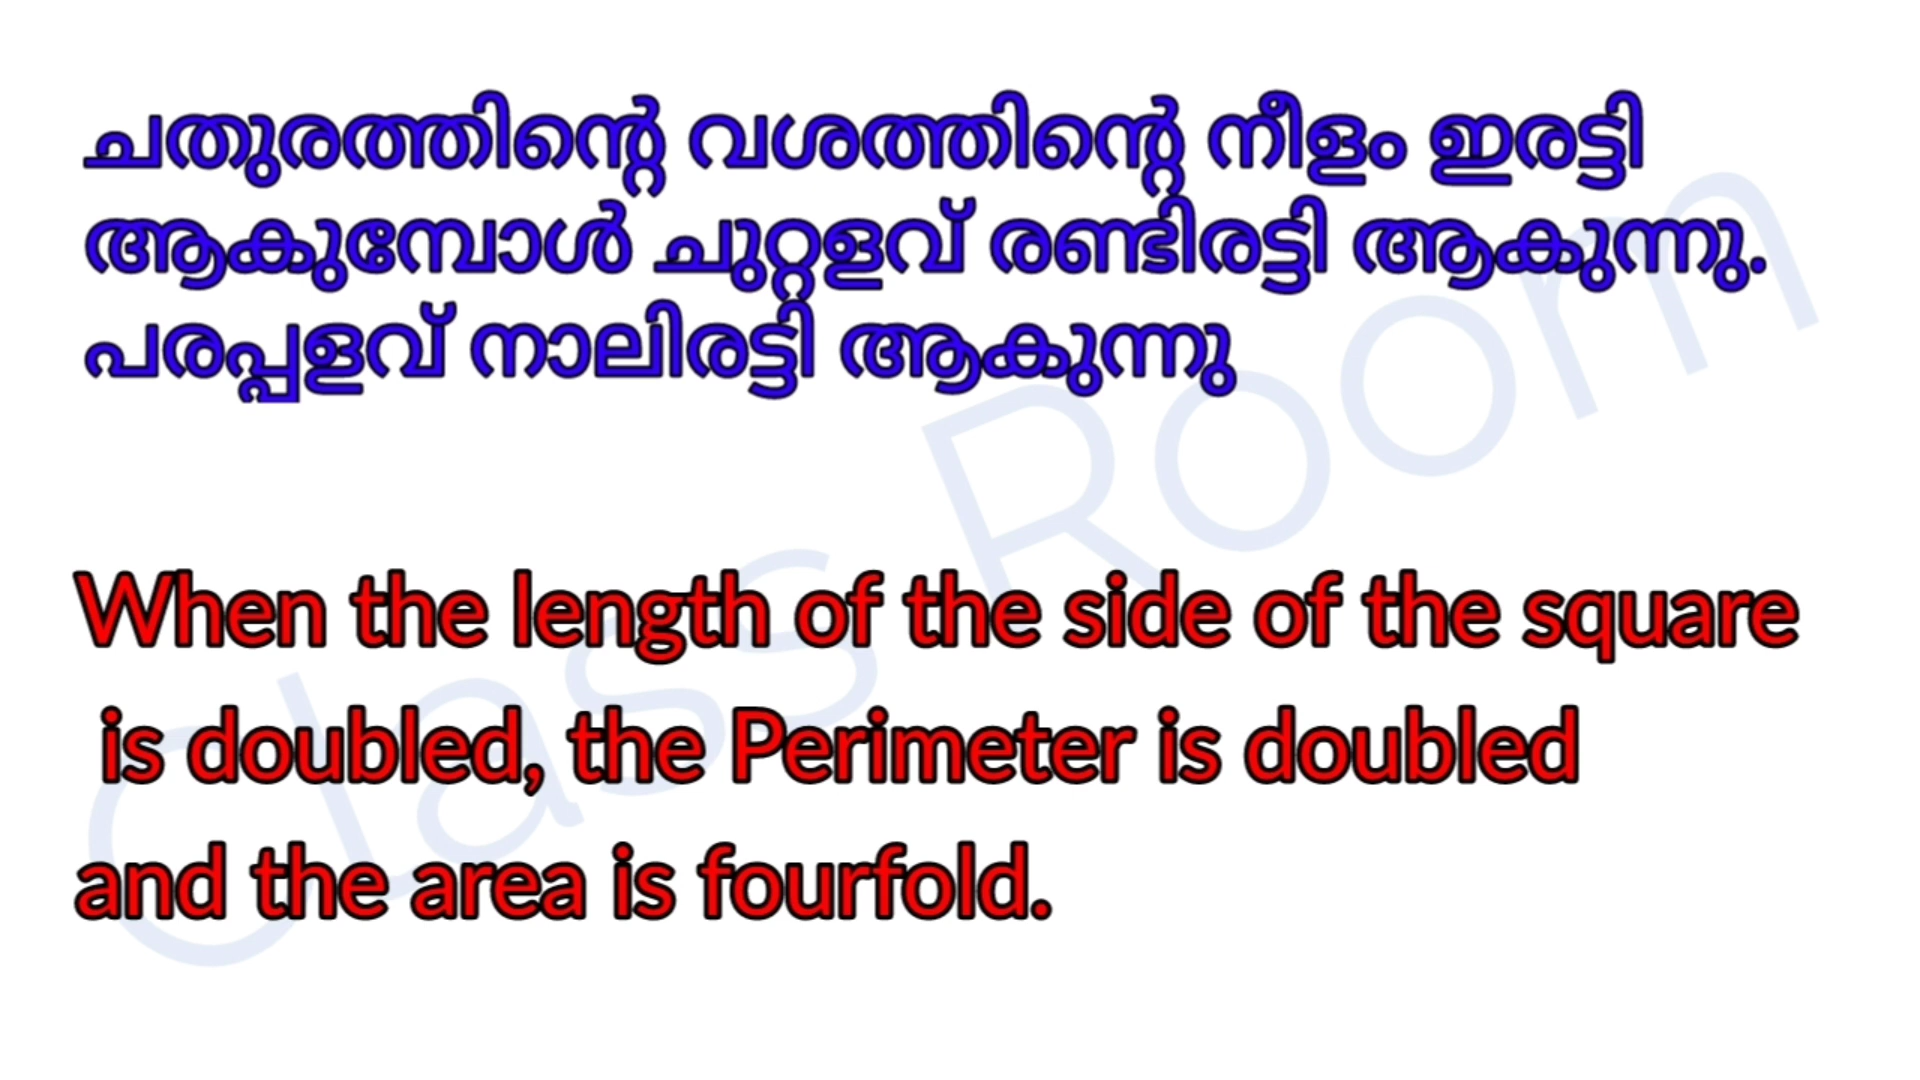 ചതുരത്തിന്റെ വശത്തിന്റെ നീളം ഇരട്ടി
ആകുമ്പോൾ ചുറ്റളവ് രണ്ടിരട്ടി ആകുന്നു.
പരപ്പളവ് നാലിരട്ടി ആകുന്നു
When the length of the side of the square
is doubled, the Perimeter is doubled
and the area is fourfold.
Class Room